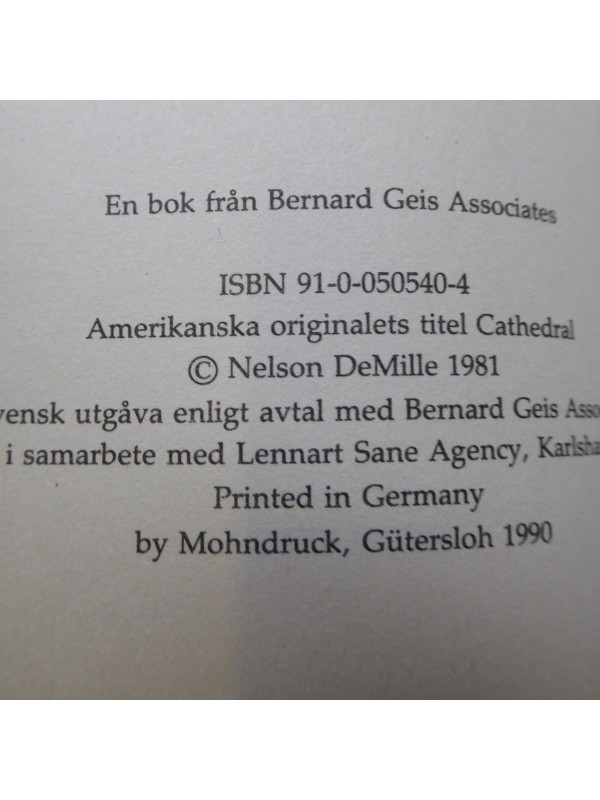 En bok från Bernard Geis Associates
ISBN 91-0-050540-4
Amerikanska originalets titel Cathedral
© Nelson DeMille 1981
utgåva enligt avtal med Bernard Geis
i samarbete med Lennart Sane Agency,
Printed in Germany
by Mohndruck, Gütersloh 1990